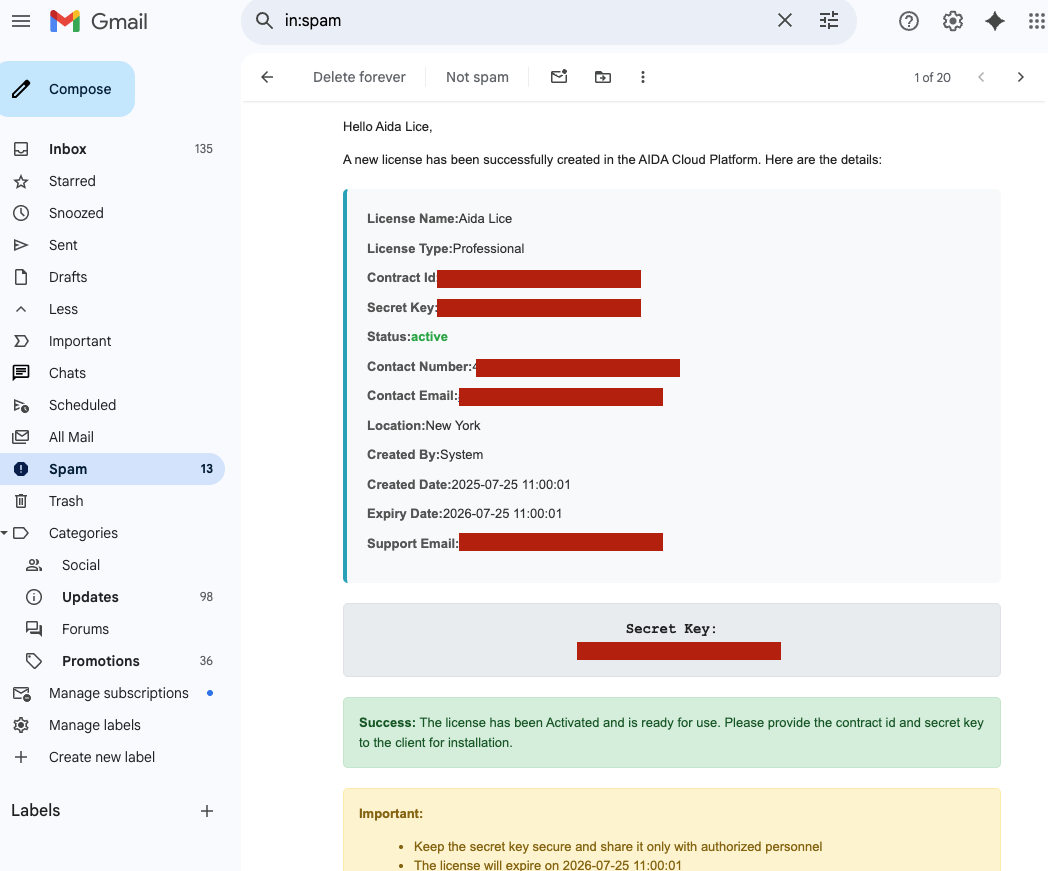 Gmail
in:spam
Compose
Delete forever
Not spam
1 of 20
Inbox 135
Starred
Snoozed
Sent
Drafts
Less
Important
Chats
Scheduled
All Mail
Spam 13
Trash
Categories
Social
Updates 98
Forums
Promotions 36
Manage subscriptions
Manage labels
Create new label
Labels
Hello Aida Lice,
A new license has been successfully created in the AIDA Cloud Platform. Here are the details:
License Name:Aida Lice
License Type:Professional
Contract Id:
Secret Key:
Status:active
Contact Number:
Contact Email:
Location:New York
Created By:System
Created Date:2025-07-25 11:00:01
Expiry Date:2026-07-25 11:00:01
Support Email:
Secret Key:
Success: The license has been Activated and is ready for use. Please provide the contract id and secret key
to the client for installation.
Important:
• Keep the secret key secure and share it only with authorized personnel
• The license will expire on 2026-07-25 11:00:01